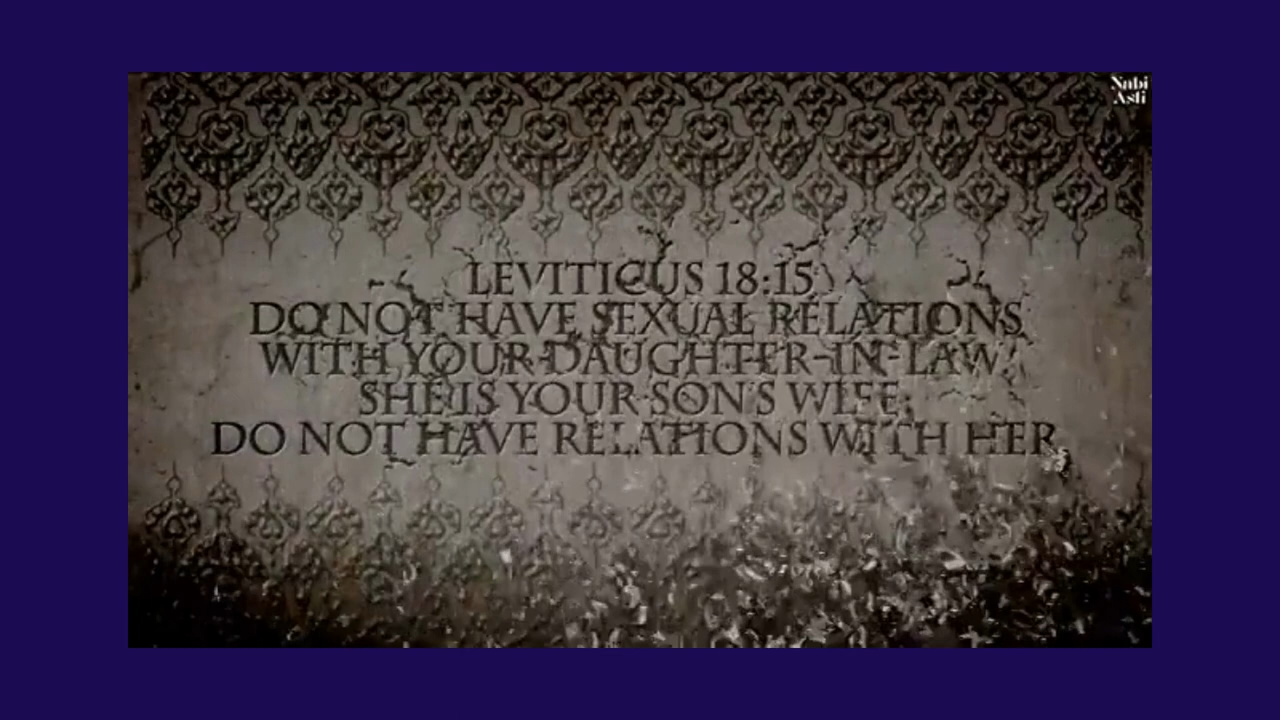 Nabi
Asli
LEVITICUS 18:15
DO NOT HAVE SEXUAL RELATIONS
WITH YOUR DAUGHTER-IN-LAW.
SHE IS YOUR SON'S WIFE;
DO NOT HAVE RELATIONS WITH HER.